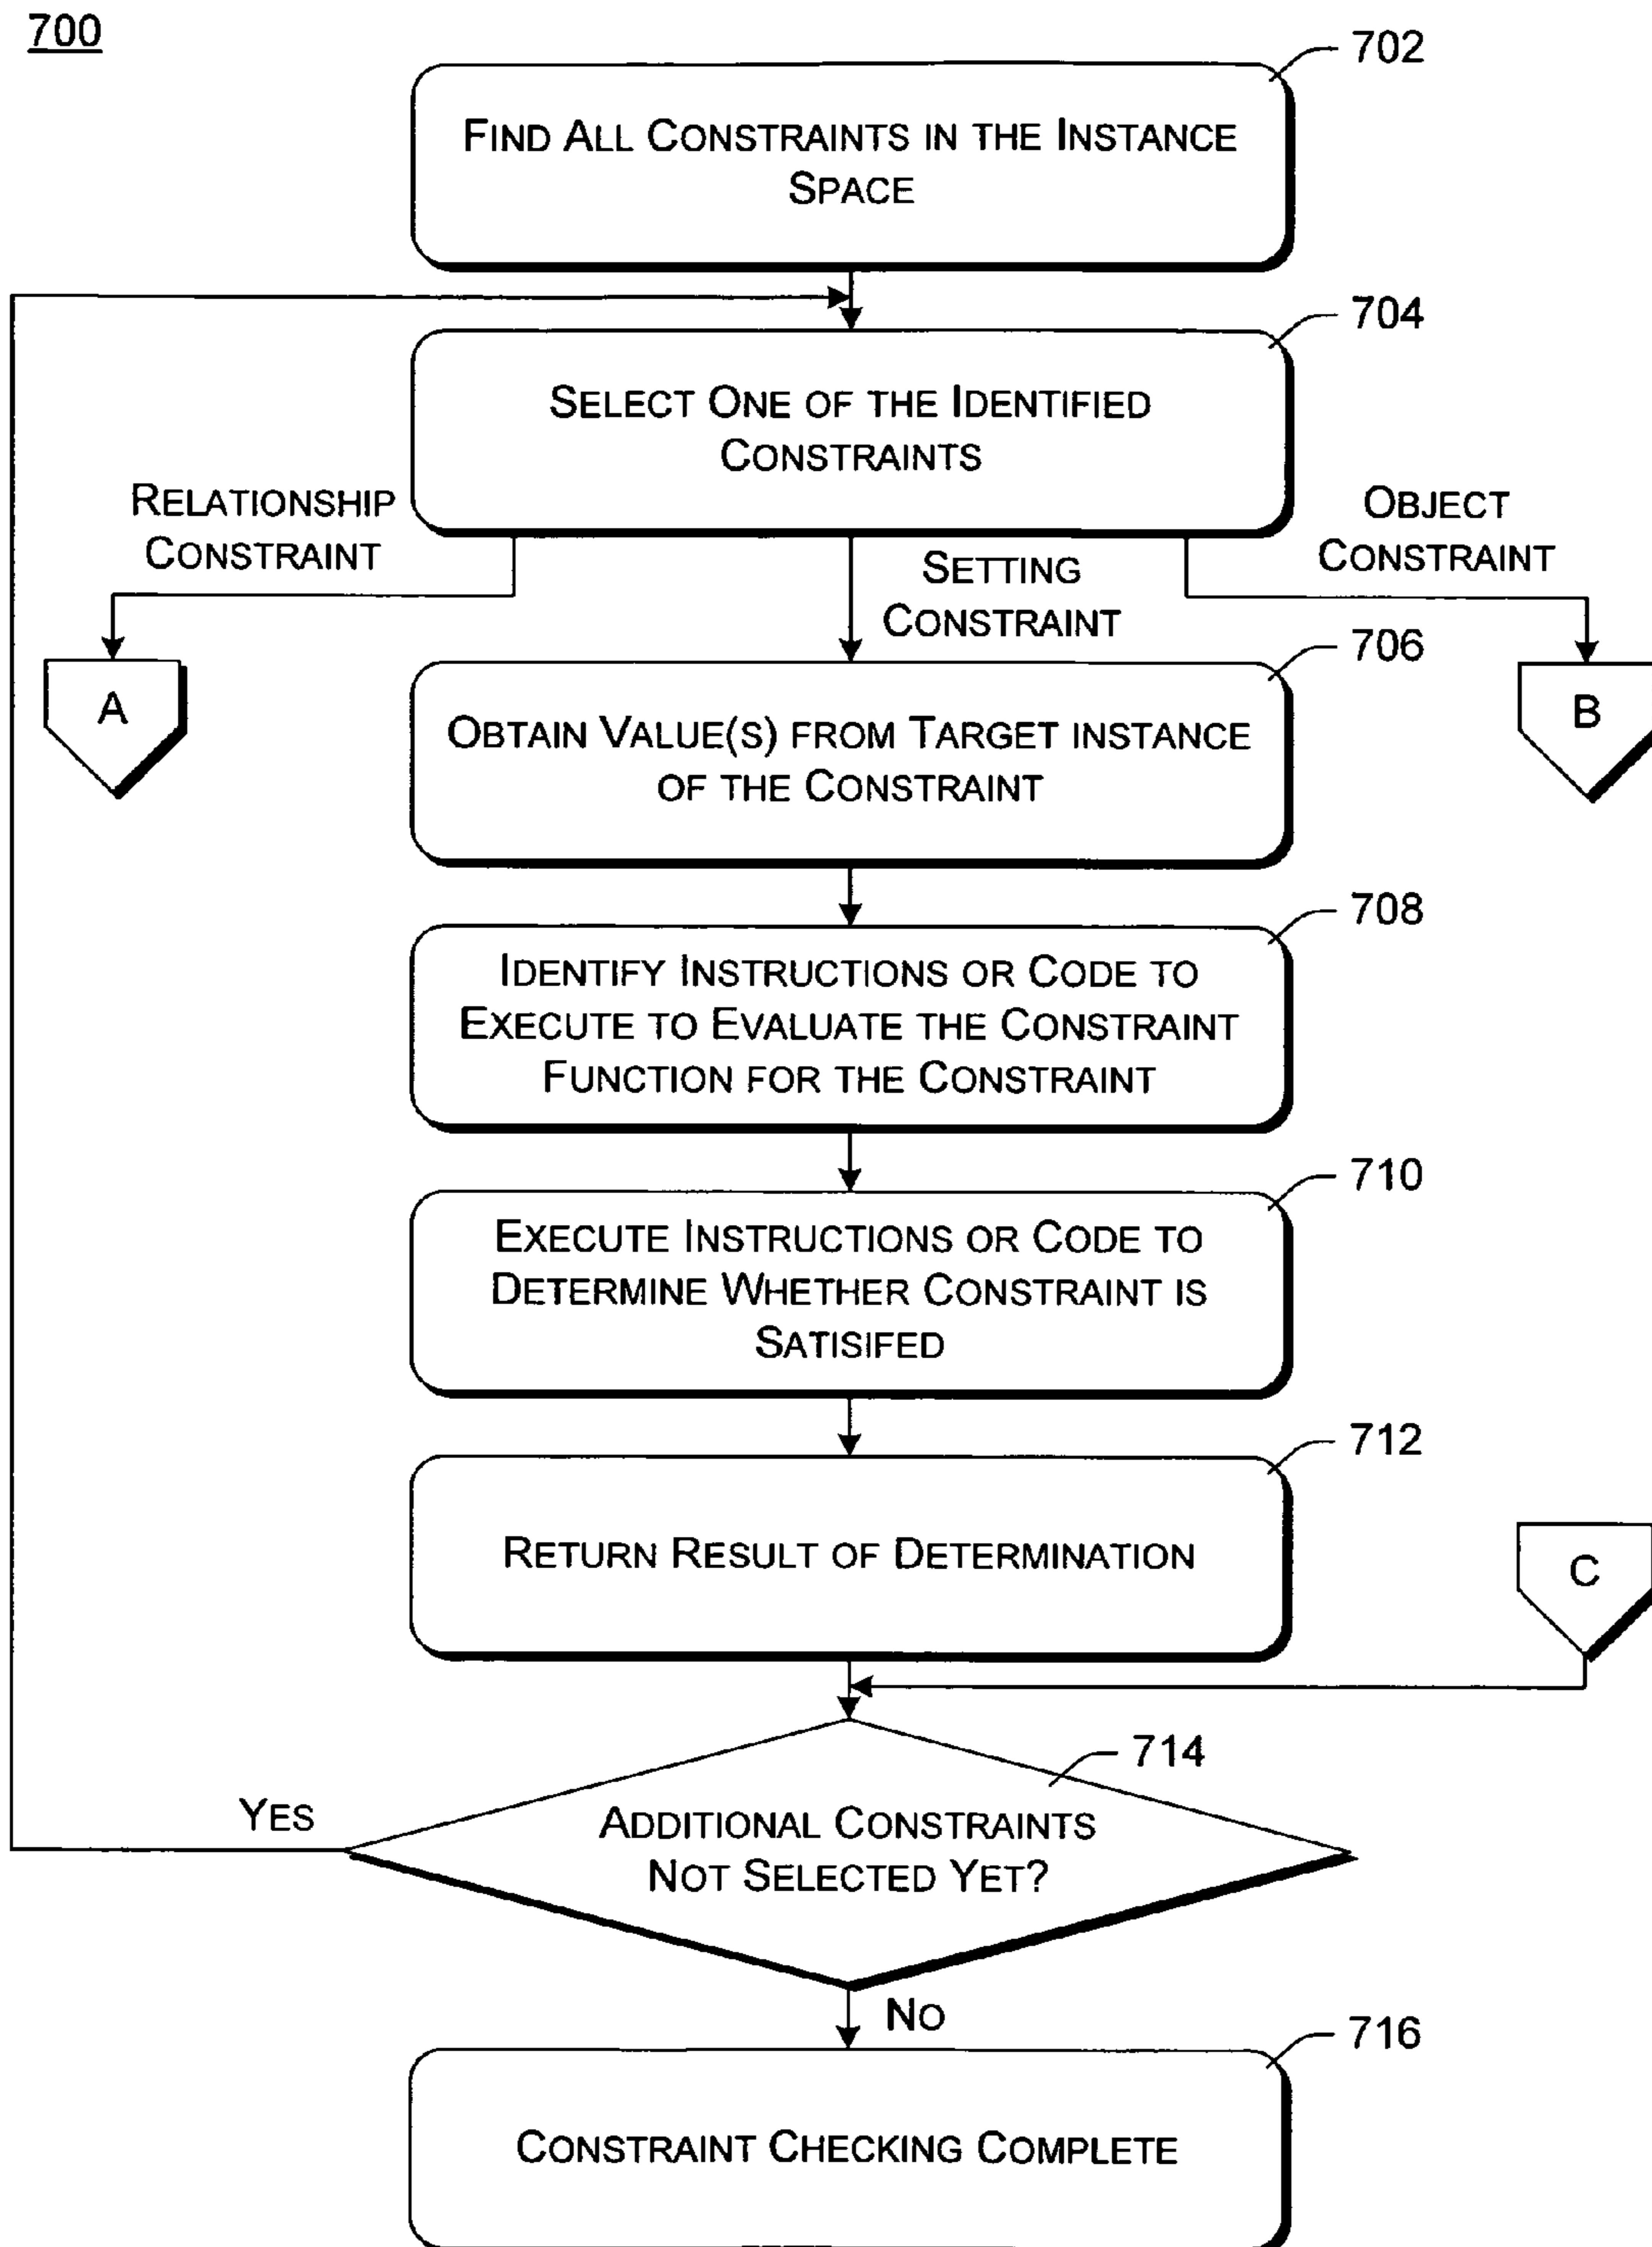 700
702
FIND ALL CONSTRAINTS IN THE INSTANCE
SPACE
704
SELECT ONE OF THE IDENTIFIED
CONSTRAINTS
RELATIONSHIP
CONSTRAINT
SETTING
CONSTRAINT
OBJECT
CONSTRAINT
A
706
OBTAIN VALUE(S) FROM TARGET INSTANCE
OF THE CONSTRAINT
B
708
IDENTIFY INSTRUCTIONS OR CODE TO
EXECUTE TO EVALUATE THE CONSTRAINT
FUNCTION FOR THE CONSTRAINT
710
EXECUTE INSTRUCTIONS OR CODE TO
DETERMINE WHETHER CONSTRAINT IS
SATISIFED
712
RETURN RESULT OF DETERMINATION
C
714
YES
ADDITIONAL CONSTRAINTS
NOT SELECTED YET?
NO
716
CONSTRAINT CHECKING COMPLETE